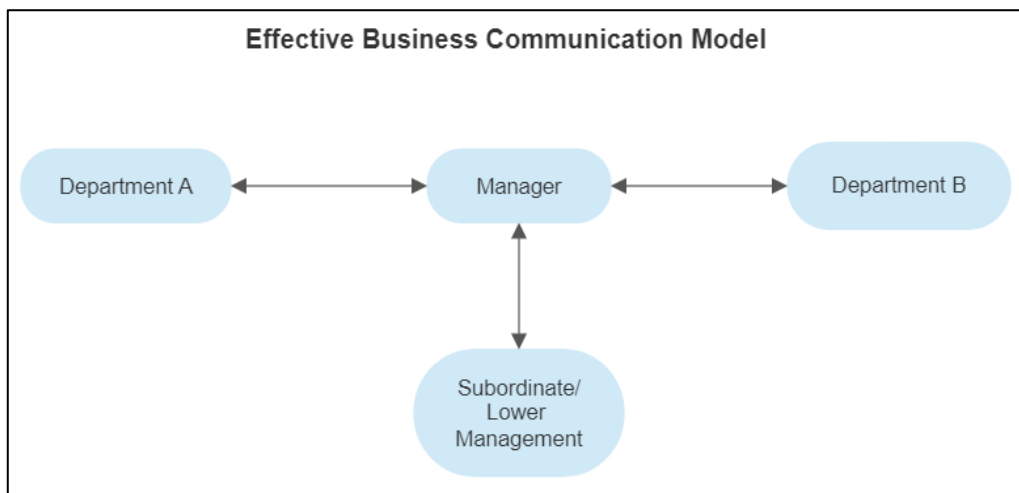 Effective Business Communication Model
Department A
Manager
Department B
Subordinate/
Lower
Management